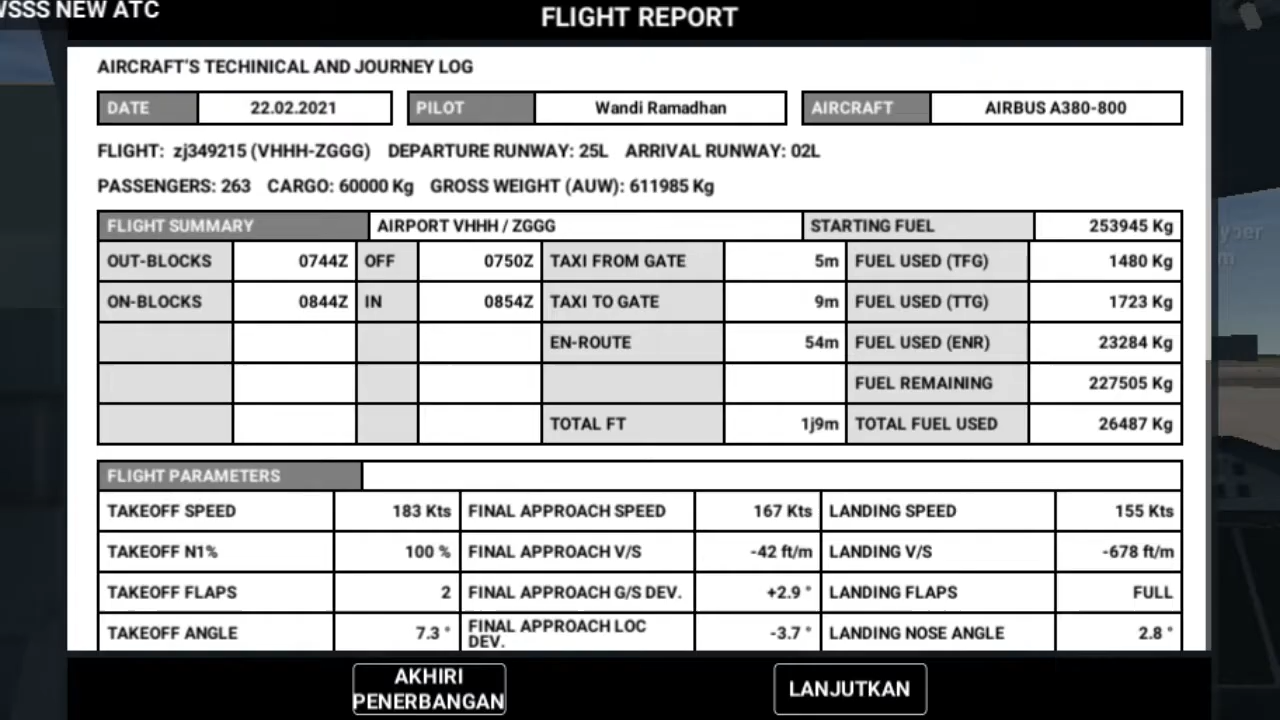 WSSS NEW ATC
FLIGHT REPORT
AIRCRAFT'S TECHINICAL AND JOURNEY LOG
DATE 22.02.2021 PILOT Wandi Ramadhan AIRCRAFT AIRBUS A380-800
FLIGHT: zj349215 (VHHH-ZGGG) DEPARTURE RUNWAY: 25L ARRIVAL RUNWAY: 02L
PASSENGERS: 263 CARGO: 60000 Kg GROSS WEIGHT (AUW): 611985 Kg
FLIGHT SUMMARY AIRPORT VHHH / ZGGG STARTING FUEL 253945 Kg
OUT-BLOCKS 0744Z OFF 0750Z TAXI FROM GATE 5m FUEL USED (TFG) 1480 Kg
ON-BLOCKS 0844Z IN 0854Z TAXI TO GATE 9m FUEL USED (TTG) 1723 Kg
EN-ROUTE 54m FUEL USED (ENR) 23284 Kg
FUEL REMAINING 227505 Kg
TOTAL FT 1j9m TOTAL FUEL USED 26487 Kg
FLIGHT PARAMETERS
TAKEOFF SPEED 183 Kts FINAL APPROACH SPEED 167 Kts LANDING SPEED 155 Kts
TAKEOFF N1% 100 % FINAL APPROACH V/S -42 ft/m LANDING V/S -678 ft/m
TAKEOFF FLAPS 2 FINAL APPROACH G/S DEV. +2.9 ° LANDING FLAPS FULL
TAKEOFF ANGLE 7.3 ° FINAL APPROACH LOC DEV. -3.7 ° LANDING NOSE ANGLE 2.8 °
AKHIRI
PENERBANGAN
LANJUTKAN